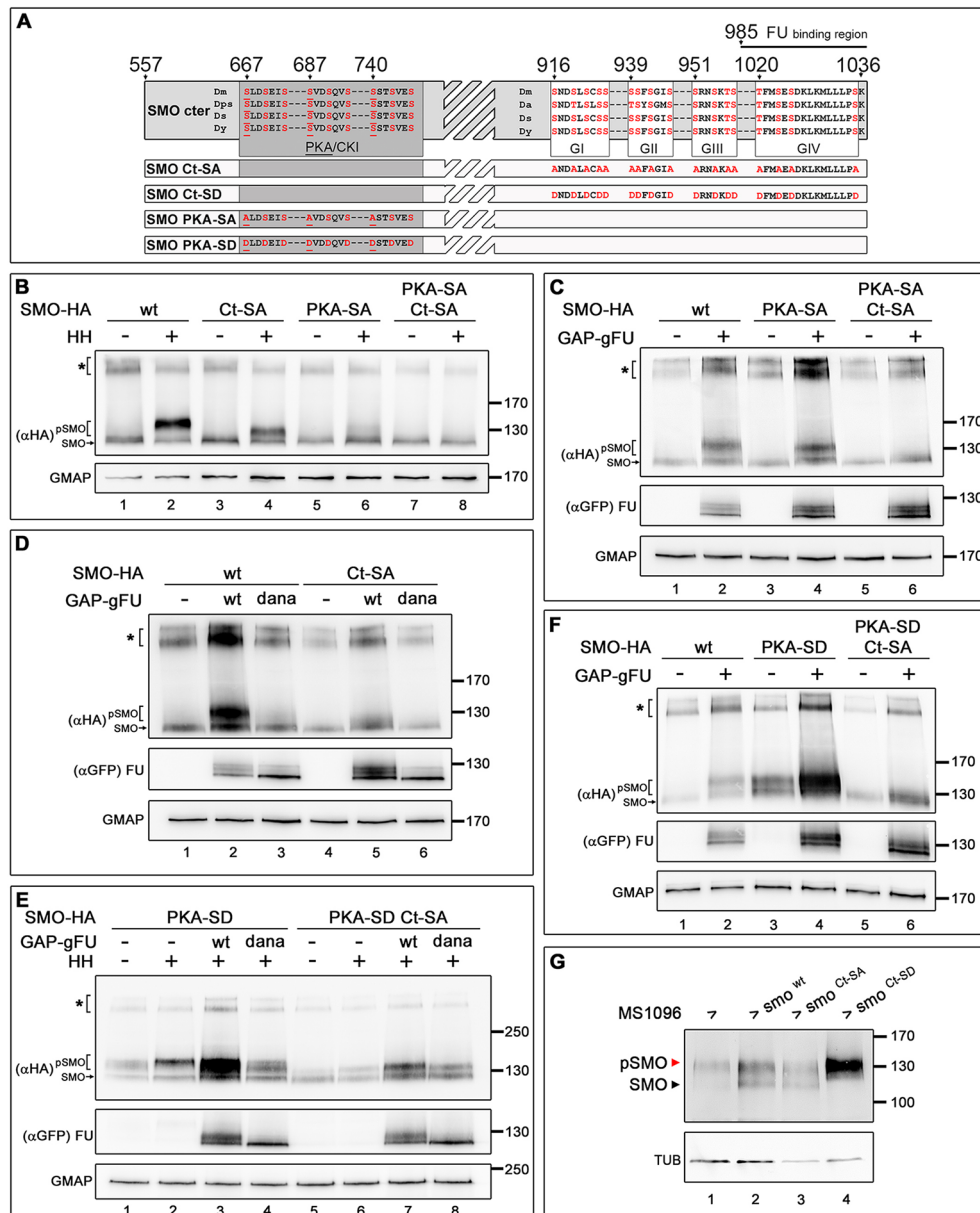 A
985 FU binding region
557 667 687 740 916 939 951 1020 1036
SMO cter
Dm SLDSEIS---SVDSQVS---SSTSVES Dm SNDSLSCSS---SSFSGIS---SRNSKTS---TFMSESDKLKMLLLPSK
Dps SLDSEIS---SVDSQVS---SSTSVES Da SNDTLSLSS---TSYSGMS---SRNSKTS---TFMSESDKLKMLLLPSK
Ds SLDSEIS---SVDSQVS---SSTSVES Ds SNDSLSCSS---SSFSGIS---SRNSKTS---TFMSESDKLKMLLLPSK
Dy SLDSEIS---SVDSQVS---SSTSVES Dy SNDSLSCSS---SSFSGIS---SRNSKTS---TFMSESDKLKMLLLPSK
PKA/CKI GI GII GIII GIV
SMO Ct-SA ANDALACAA AAFAGIA ARNAKAA AFMAEADKLKMLLLPA
SMO Ct-SD DNDDLDCDD DDFDGID DRNDKDD DFMDEDDKLKMLLLPD
SMO PKA-SA ALDSEIS---AVDSQVS---ASTSVES
SMO PKA-SD DLDDEID---DVDDQVD---DSTDVED
B
SMO-HA wt Ct-SA PKA-SA PKA-SA Ct-SA
HH - + - + - + - +
*
170
(αHA) pSMO 130
SMO
GMAP 170
1 2 3 4 5 6 7 8
C
SMO-HA wt PKA-SA PKA-SA Ct-SA
GAP-gFU - + - + - +
*
170
(αHA) pSMO 130
SMO
(αGFP) FU 130
GMAP 170
1 2 3 4 5 6
D
SMO-HA wt Ct-SA
GAP-gFU - wt dana - wt dana
*
170
(αHA) pSMO 130
SMO
(αGFP) FU 130
GMAP 170
1 2 3 4 5 6
F
SMO-HA wt PKA-SD PKA-SD Ct-SA
GAP-gFU - + - + - +
*
170
(αHA) pSMO 130
SMO
(αGFP) FU 130
GMAP 170
1 2 3 4 5 6
E
SMO-HA PKA-SD PKA-SD Ct-SA
GAP-gFU - - wt dana - - wt dana
HH - + + + - + + +
*
250
(αHA) pSMO 130
SMO
(αGFP) FU 130
GMAP 250
1 2 3 4 5 6 7 8
G
MS1096 > > smo wt > smo Ct-SA > smo Ct-SD
170
pSMO 130
SMO 100
TUB
1 2 3 4